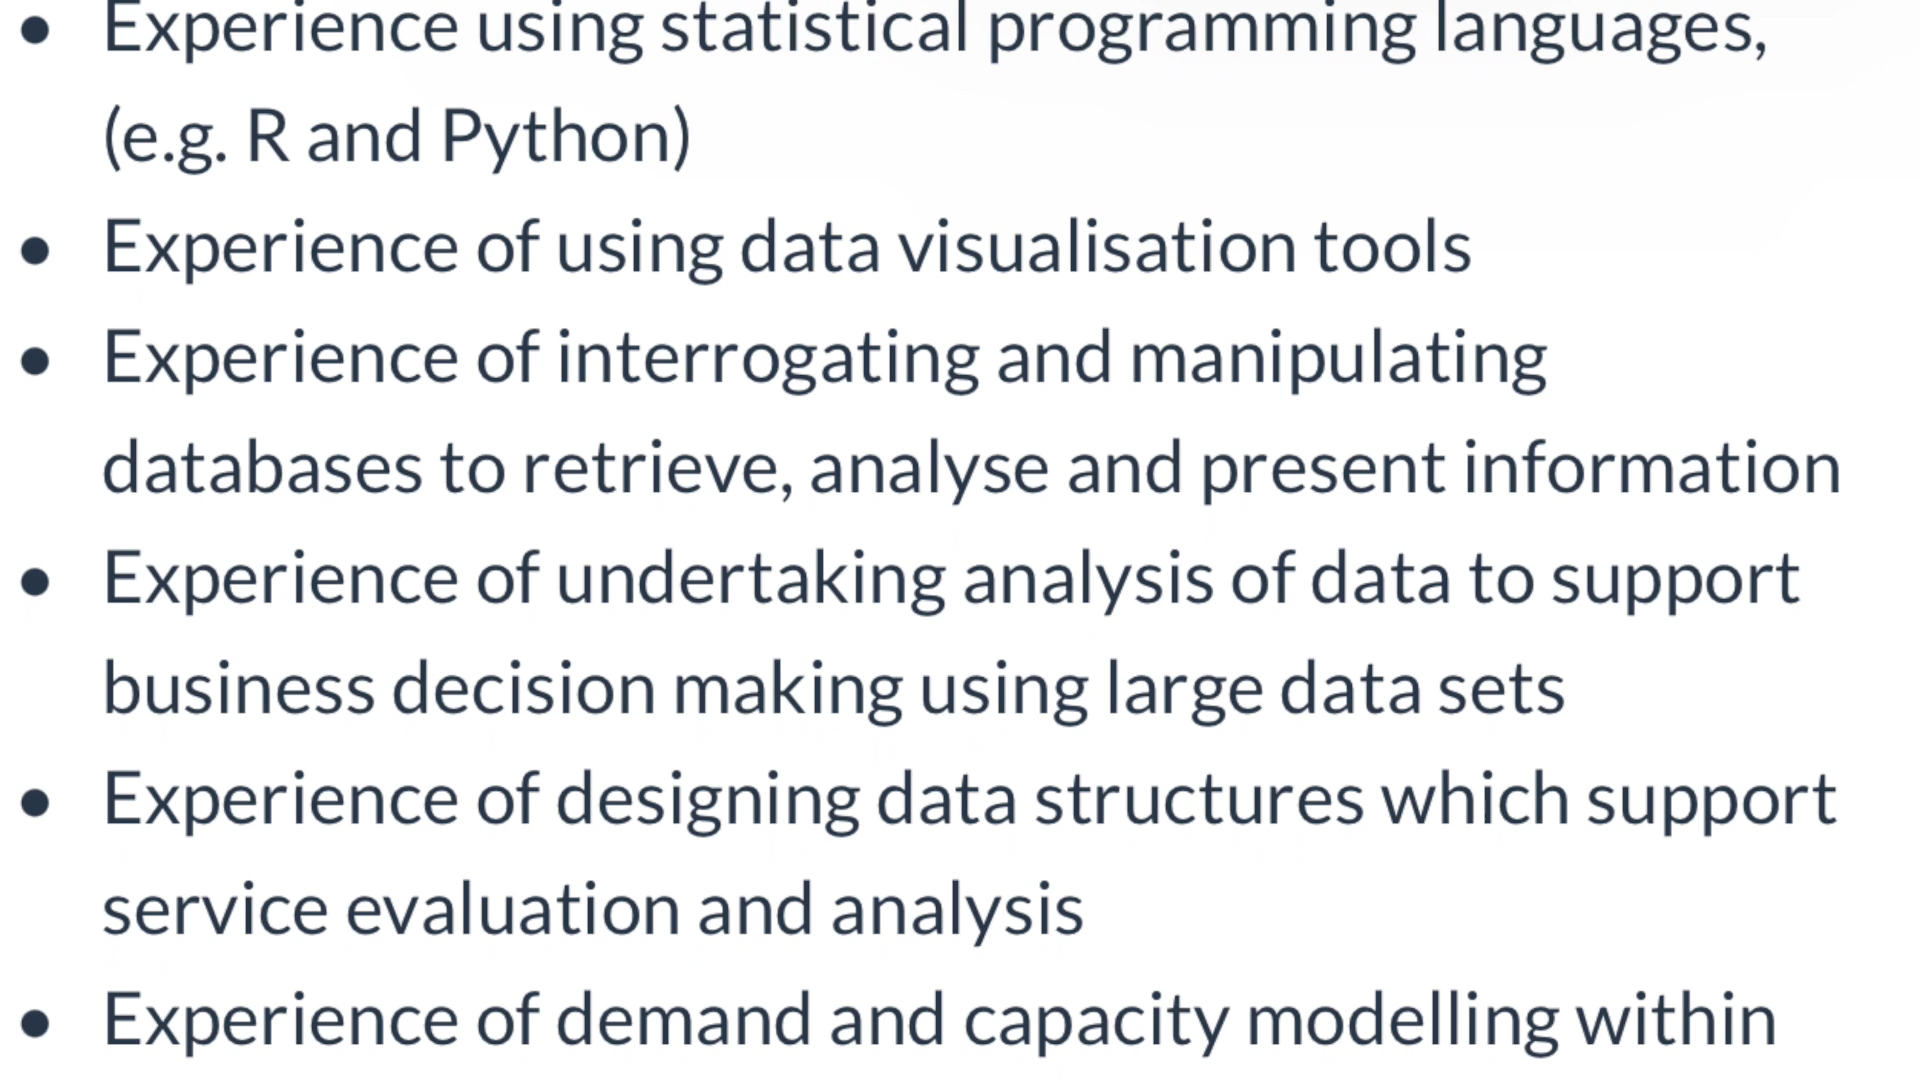 • Experience using statistical programming languages,
(e.g. R and Python)
• Experience of using data visualisation tools
• Experience of interrogating and manipulating
databases to retrieve, analyse and present information
• Experience of undertaking analysis of data to support
business decision making using large data sets
• Experience of designing data structures which support
service evaluation and analysis
• Experience of demand and capacity modelling within